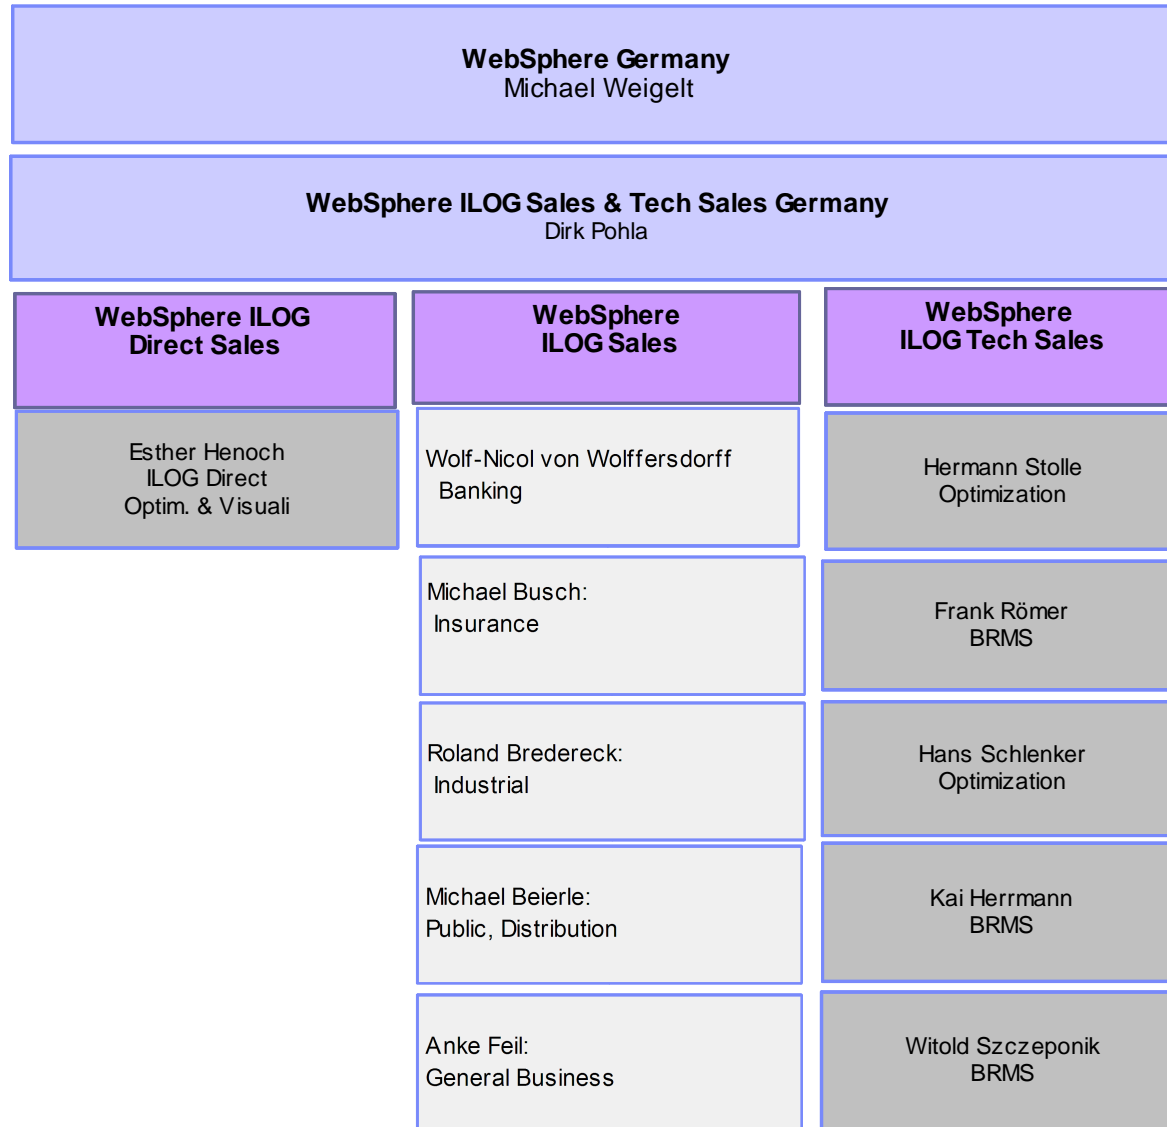 WebSphere Germany
Michael Weigelt
WebSphere ILOG Sales & Tech Sales Germany
Dirk Pohla
WebSphere ILOG
Direct Sales
Esther Henoch
ILOG Direct
Optim. & Visuali
WebSphere
ILOG Sales
Wolf-Nicol von Wolffersdorff
Banking
Michael Busch:
Insurance
Roland Bredereck:
Industrial
Michael Beierle:
Public, Distribution
Anke Feil:
General Business
WebSphere
ILOG Tech Sales
Hermann Stolle
Optimization
Frank Römer
BRMS
Hans Schlenker
Optimization
Kai Herrmann
BRMS
Witold Szczeponik
BRMS